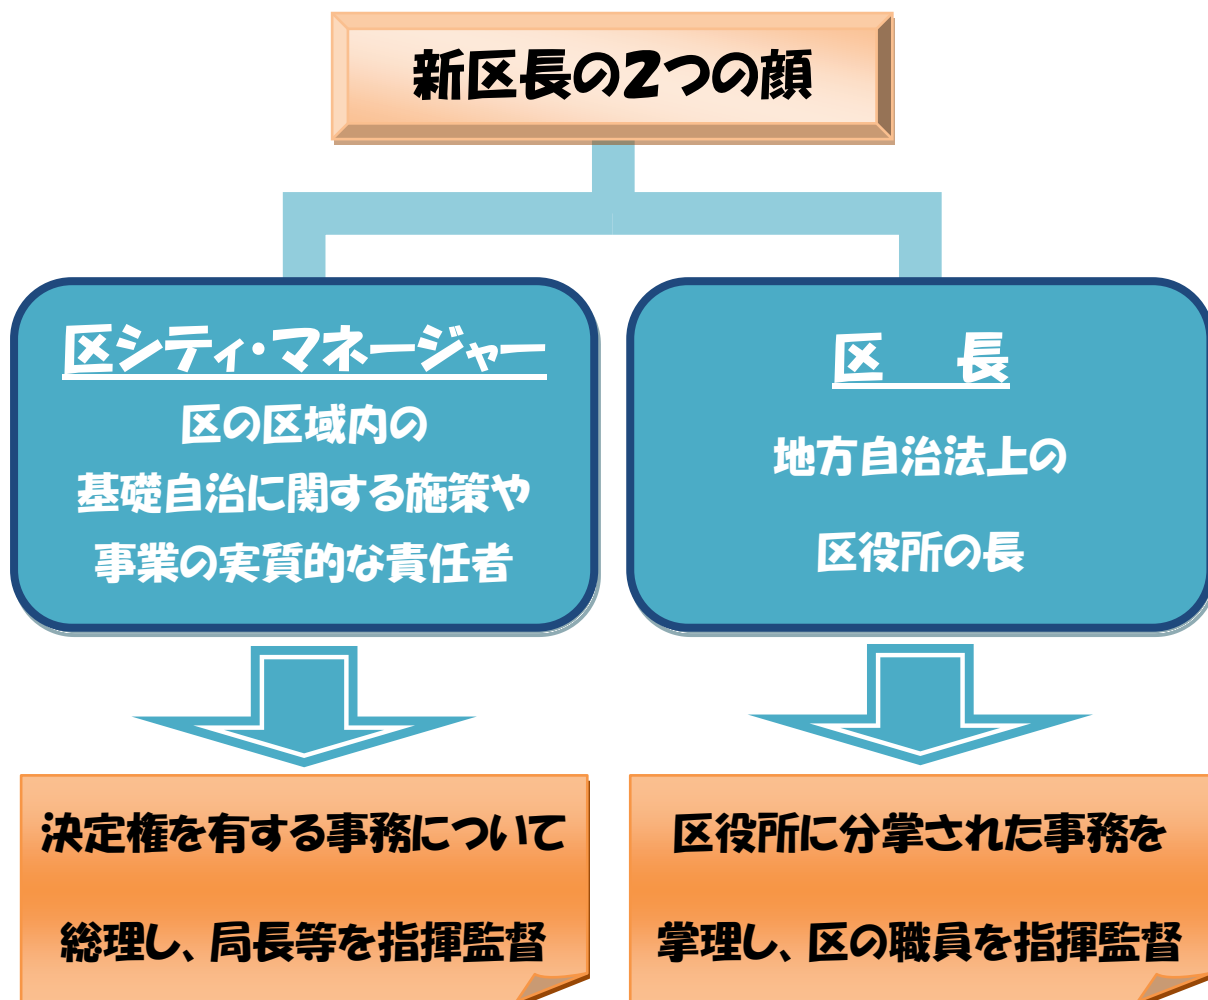 新区長の2つの顔
区シティ・マネージャー
区の区域内の
基礎自治に関する施策や
事業の実質的な責任者
区　長
地方自治法上の
区役所の長
決定権を有する事務について
総理し、局長等を指揮監督
区役所に分掌された事務を
掌理し、区の職員を指揮監督